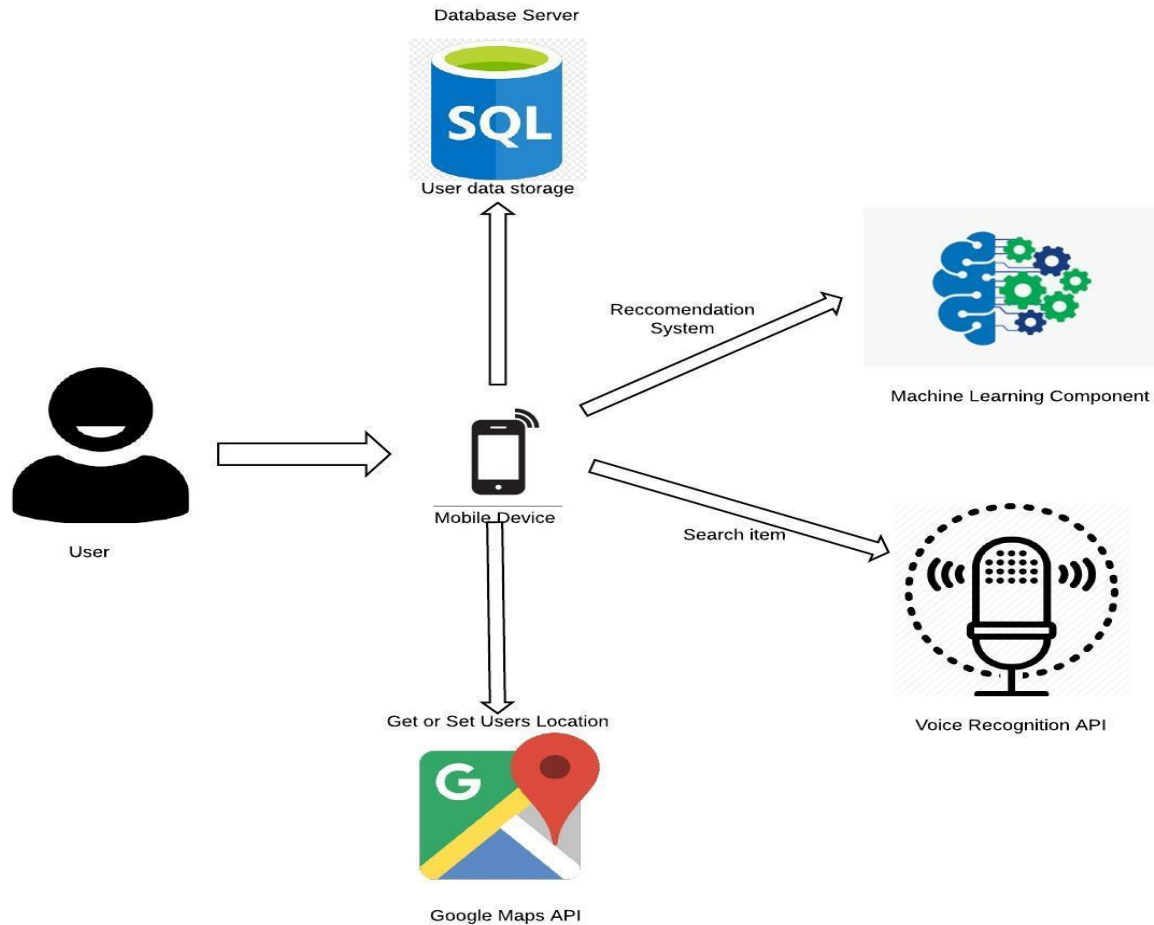 Database Server
SQL
User data storage
Reccomendation
System
Machine Learning Component
Mobile Device
Search item
User
Get or Set Users Location
G
Voice Recognition API
Google Maps API